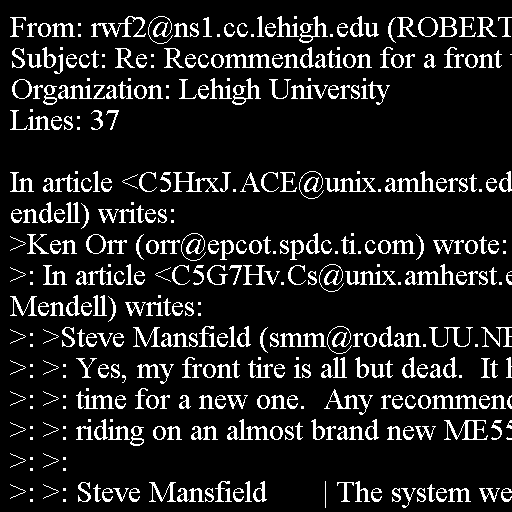 From: rwf2@ns1.cc.lehigh.edu (ROBERT
Subject: Re: Recommendation for a front
Organization: Lehigh University
Lines: 37

In article <C5HrxJ.ACE@unix.amherst.ed
endell) writes:
>Ken Orr (orr@epcot.spdc.ti.com) wrote:
>: In article <C5G7Hv.Cs@unix.amherst.e
Mendell) writes:
>: >Steve Mansfield (smm@rodan.UU.NE
>: >: Yes, my front tire is all but dead.  It h
>: >: time for a new one.  Any recommend
>: >: riding on an almost brand new ME55
>: >:
>: >: Steve Mansfield       | The system we